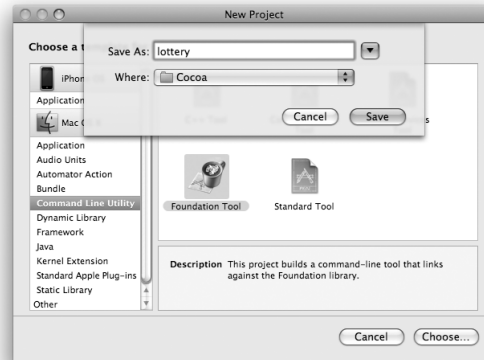 New Project
Choose a t
Save As: lottery
Where: Cocoa
Cancel Save
iPhon
Application
Mac
Application
Audio Units
Automator Action
Bundle
Command Line Utility
Dynamic Library
Framework
Java
Kernel Extension
Standard Apple Plug-ins
Static Library
Other
Foundation Tool
Standard Tool
Description This project builds a command-line tool that links
against the Foundation library.
Cancel Choose...